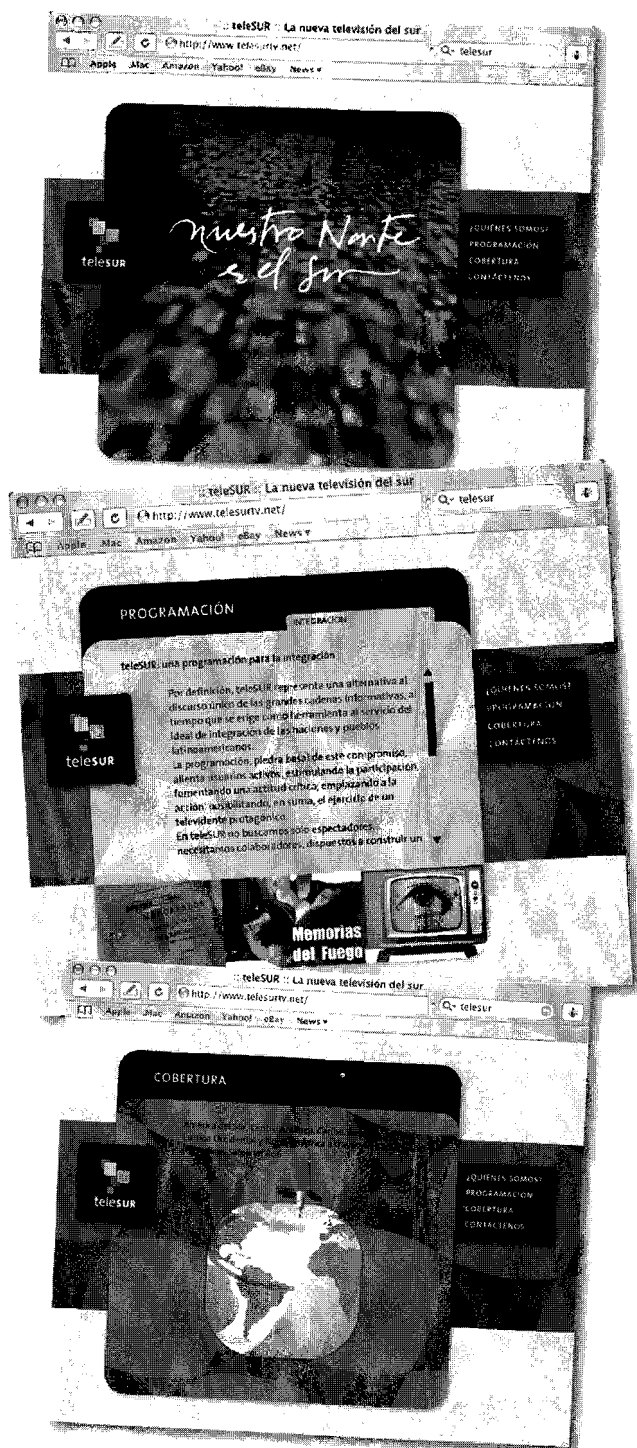 :: teleSUR :: La nueva televisión del sur
http://www.telesurtv.net/
telesur
Apple Mac Amazon Yahoo! eBay News
nuestro Norte
es el Sur
teleSUR
¿QUIÉNES SOMOS?
PROGRAMACIÓN
COBERTURA
CONTÁCTENOS
:: teleSUR :: La nueva televisión del sur
http://www.telesurtv.net/
telesur
Apple Mac Amazon Yahoo! eBay News
PROGRAMACIÓN
INTEGRACIÓN
teleSUR, una programación para la integración
Por definición, teleSUR representa una alternativa al
discurso único de las grandes cadenas informativas, al
tiempo que se erige como herramienta al servicio del
ideal de integración de las naciones y pueblos
latinoamericanos.
La programación, piedra basal de este compromiso,
alienta usuarios activos, estimulando la participación,
fomentando una actitud crítica, emplazando a la
acción, posibilitando, en suma, el ejercicio de un
televidente protagónico.
En teleSUR no buscamos sólo espectadores,
necesitamos colaboradores, dispuestos a construir un
teleSUR
¿QUIÉNES SOMOS?
PROGRAMACIÓN
COBERTURA
CONTÁCTENOS
Memorias
del Fuego
:: teleSUR :: La nueva televisión del sur
http://www.telesurtv.net/
telesur
Apple Mac Amazon Yahoo! eBay News
COBERTURA
teleSUR
¿QUIÉNES SOMOS?
PROGRAMACIÓN
COBERTURA
CONTÁCTENOS